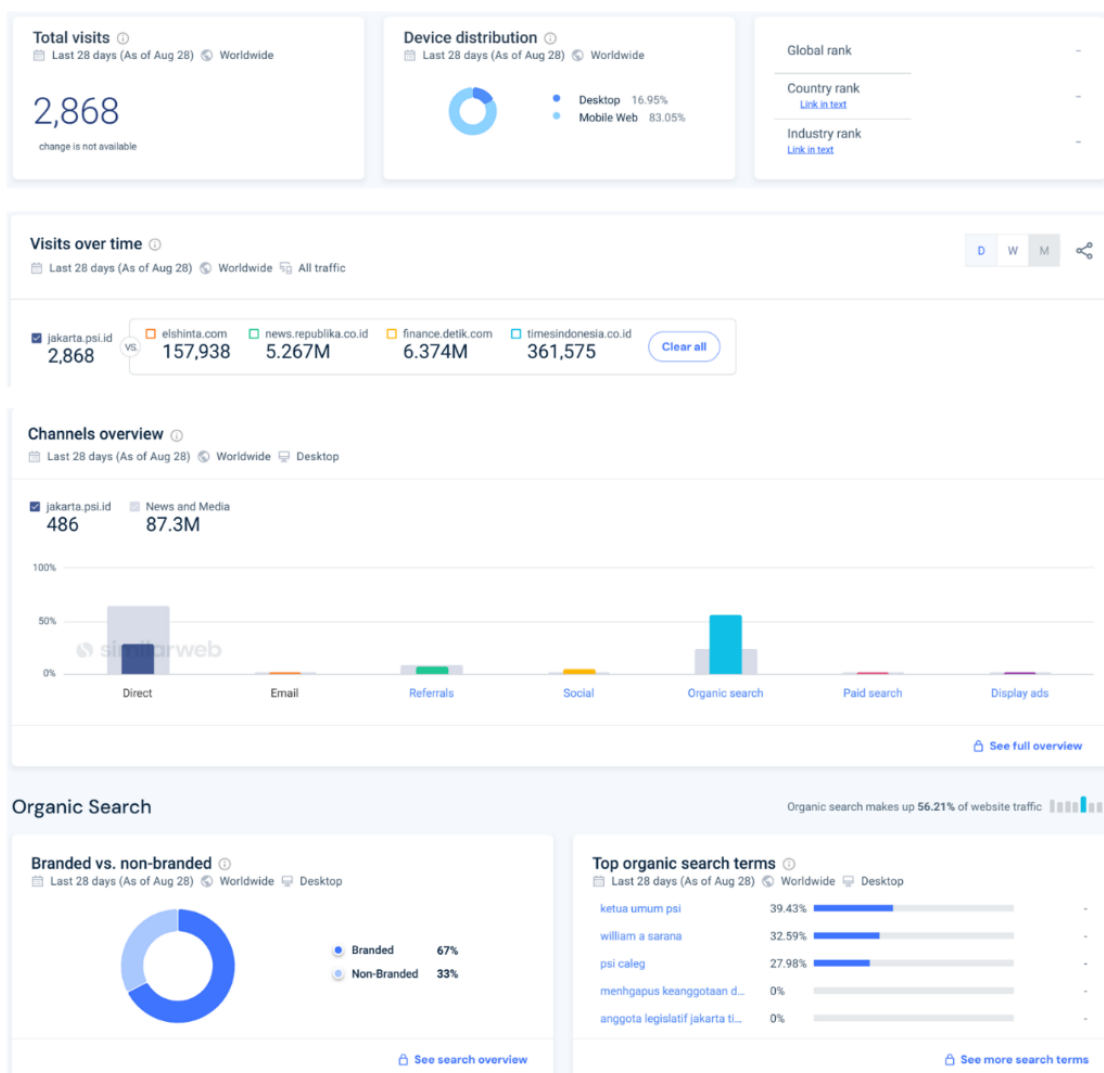 Total visits
Last 28 days (As of Aug 28) Worldwide
2,868
change is not available
Device distribution
Last 28 days (As of Aug 28) Worldwide
Desktop 16.95%
Mobile Web 83.05%
Global rank -
Country rank -
Link in text
Industry rank -
Link in text
Visits over time
Last 28 days (As of Aug 28) Worldwide All traffic
D W M
jakarta.psi.id
2,868
VS.
elshinta.com
157,938
news.republika.co.id
5.267M
finance.detik.com
6.374M
timesindonesia.co.id
361,575
Clear all
Channels overview
Last 28 days (As of Aug 28) Worldwide Desktop
jakarta.psi.id
486
News and Media
87.3M
100%
50%
0%
similarweb
Direct Email Referrals Social Organic search Paid search Display ads
See full overview
Organic Search
Organic search makes up 56.21% of website traffic
Branded vs. non-branded
Last 28 days (As of Aug 28) Worldwide Desktop
Branded 67%
Non-Branded 33%
See search overview
Top organic search terms
Last 28 days (As of Aug 28) Worldwide Desktop
ketua umum psi 39.43% -
william a sarana 32.59% -
psi caleg 27.98% -
menhgapus keanggotaan d... 0% -
anggota legislatif jakarta ti... 0% -
See more search terms